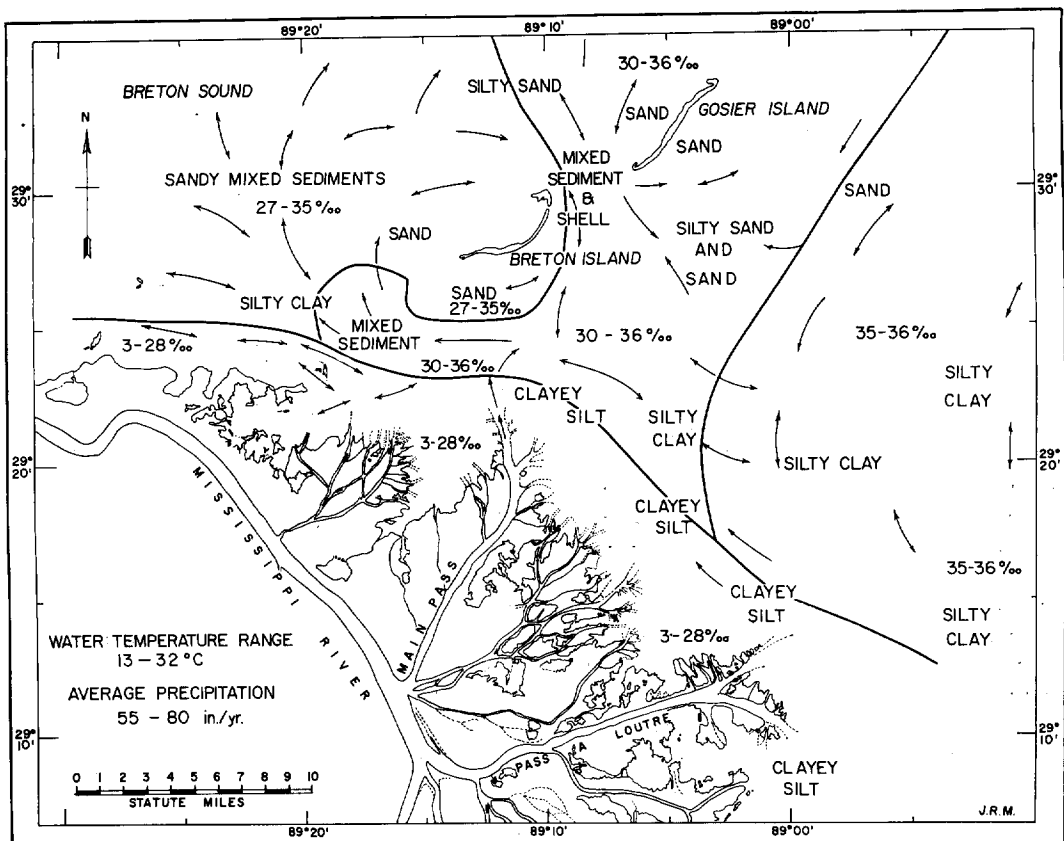 89°20'
89°10'
89°00'
30-36‰
BRETON SOUND
SILTY SAND
SAND
GOSIER ISLAND
N
SAND
MIXED
SEDIMENT
&
SHELL
SANDY MIXED SEDIMENTS
27-35‰
SAND
29°
30'
29°
30'
SAND
SILTY SAND
AND
SAND
BRETON ISLAND
SILTY CLAY
SAND
27-35‰
MIXED
SEDIMENT
3-28‰
30-36‰
30-36‰
35-36‰
SILTY
CLAY
CLAYEY
SILT
SILTY
CLAY
3-28‰
29°
20'
29°
20'
SILTY CLAY
CLAYEY
SILT
MISSISSIPPI RIVER
MAIN PASS
35-36‰
CLAYEY
SILT
SILTY
CLAY
3-28‰
WATER TEMPERATURE RANGE
13 – 32 °C
AVERAGE PRECIPITATION
55 – 80 in./yr.
29°
10'
29°
10'
PASS A LOUTRE
CLAYEY
SILT
0 1 2 3 4 5 6 7 8 9 10
STATUTE MILES
J.R.M.
89°20'
89°10'
89°00'